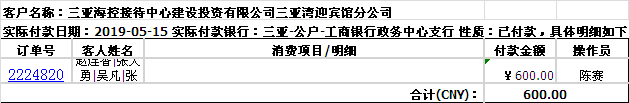 客户名称：三亚海控接待中心建设投资有限公司三亚湾迎宾馆分公司
实际付款日期：2019-05-15 实际付款银行：三亚-公户-工商银行政务中心支行 性质：已付款，具体明细如下
订单号 客人姓名 消费项目/明细 付款金额 操作员
2224820 勇|吴凡|张 ￥600.00 陈赛
合计(CNY)： 600.00